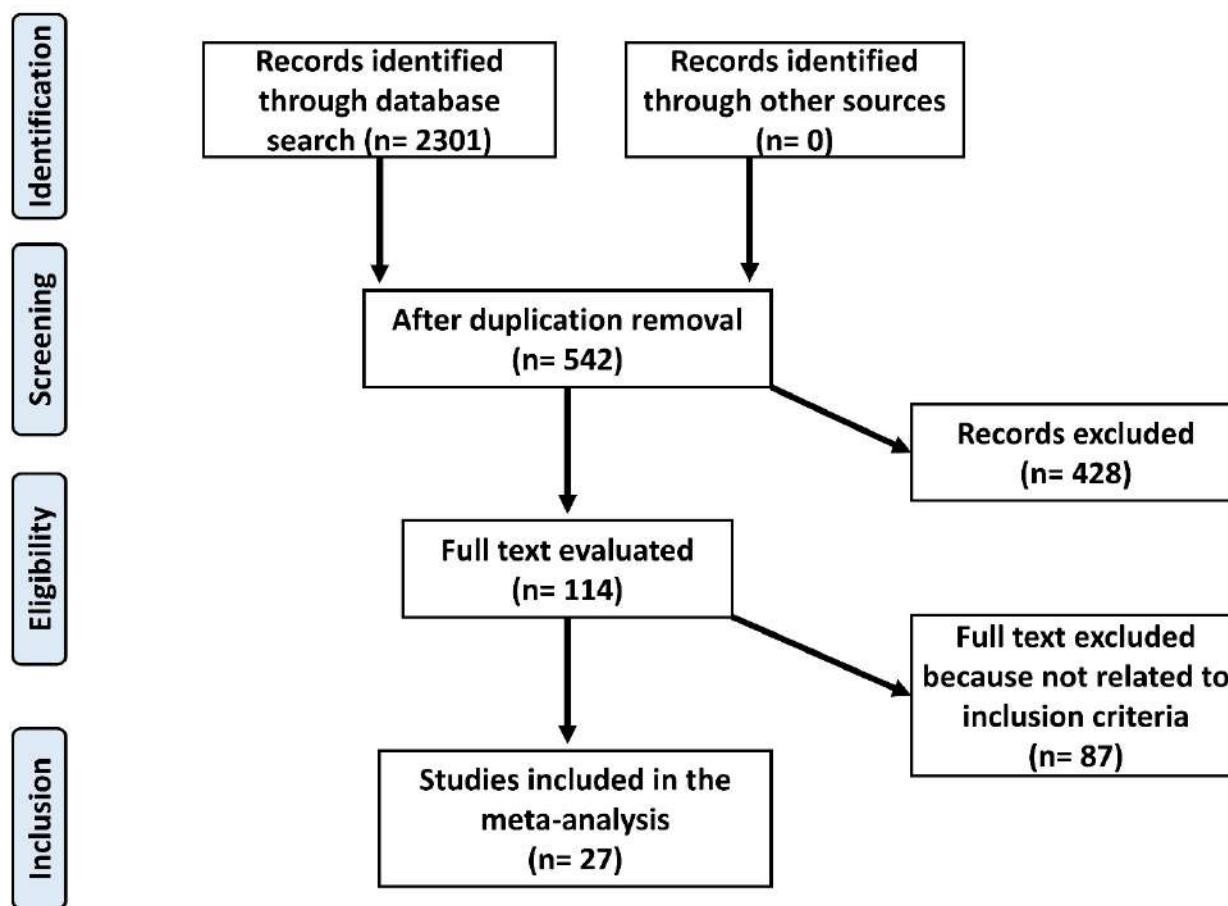 Identification
Records identified
through database
search (n= 2301)
Records identified
through other sources
(n= 0)
Screening
After duplication removal
(n= 542)
Records excluded
(n= 428)
Eligibility
Full text evaluated
(n= 114)
Full text excluded
because not related to
inclusion criteria
(n= 87)
Inclusion
Studies included in the
meta-analysis
(n= 27)